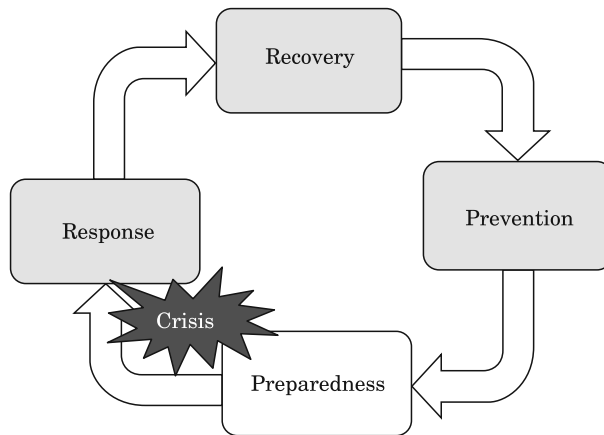 Recovery
Prevention
Response
Crisis
Preparedness